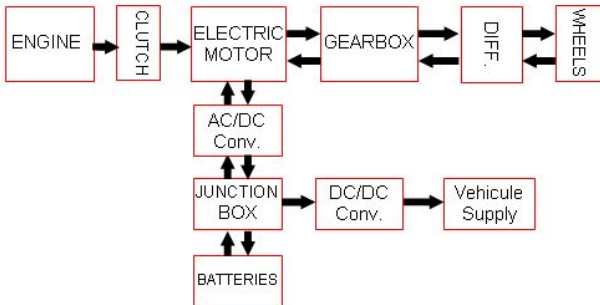 ENGINE
CLUTCH
ELECTRIC
MOTOR
GEARBOX
DIFF.
WHEELS
AC/DC
Conv.
JUNCTION
BOX
DC/DC
Conv.
Vehicule
Supply
BATTERIES